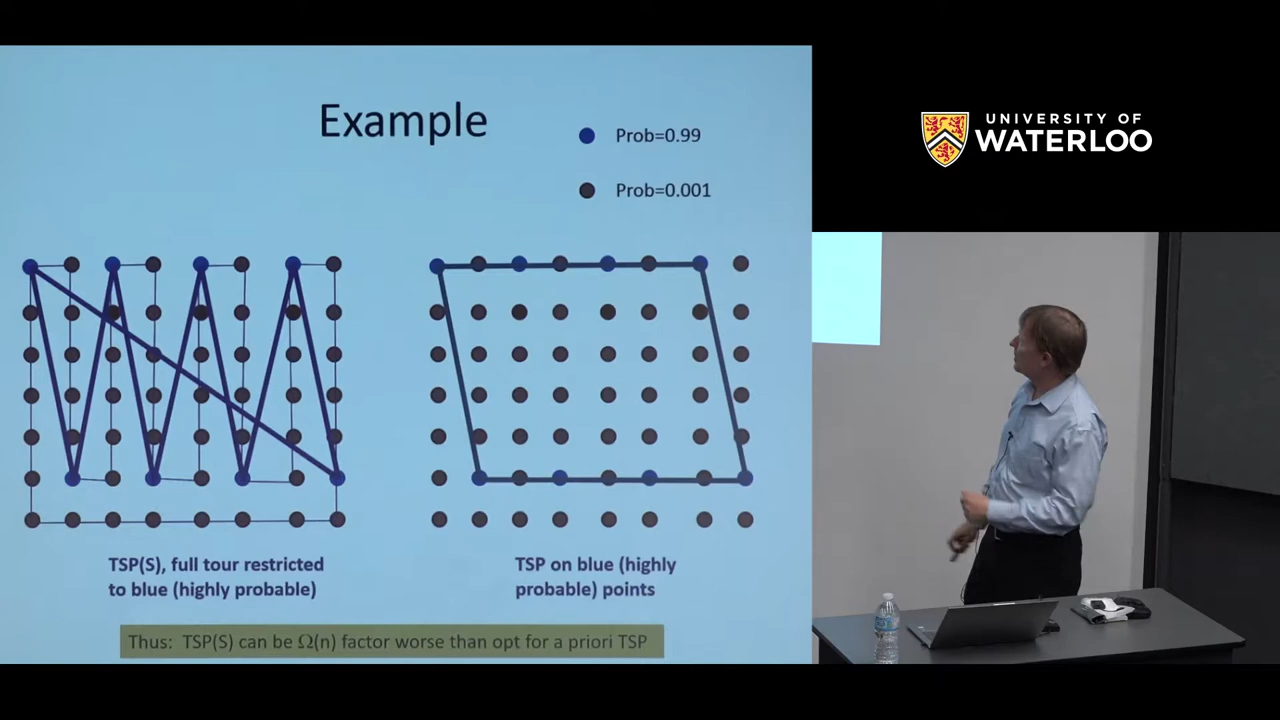 Example
Prob=0.99
Prob=0.001
TSP(S), full tour restricted
to blue (highly probable)
TSP on blue (highly
probable) points
Thus: TSP(S) can be Ω(n) factor worse than opt for a priori TSP
UNIVERSITY OF
WATERLOO